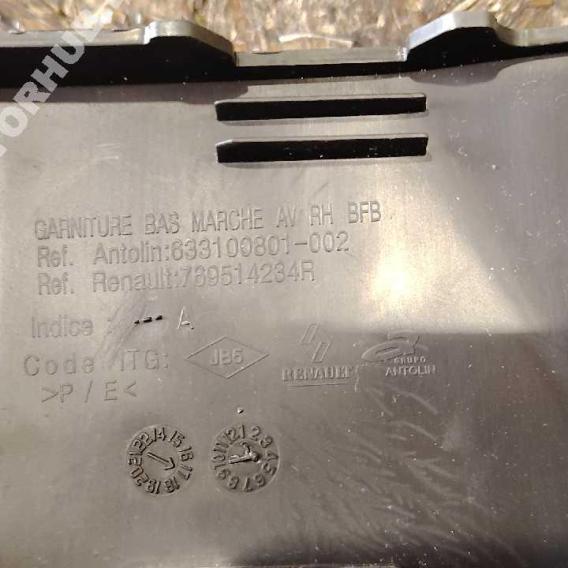 GARNITURE BAS MARCHE AV RH BFB
Ref. Antolin:633100801-002
Ref. Renault:769514234R
Indice : --- A
Code ITG: JB6
RENAULT
GRUPO
ANTOLIN
>P/E<